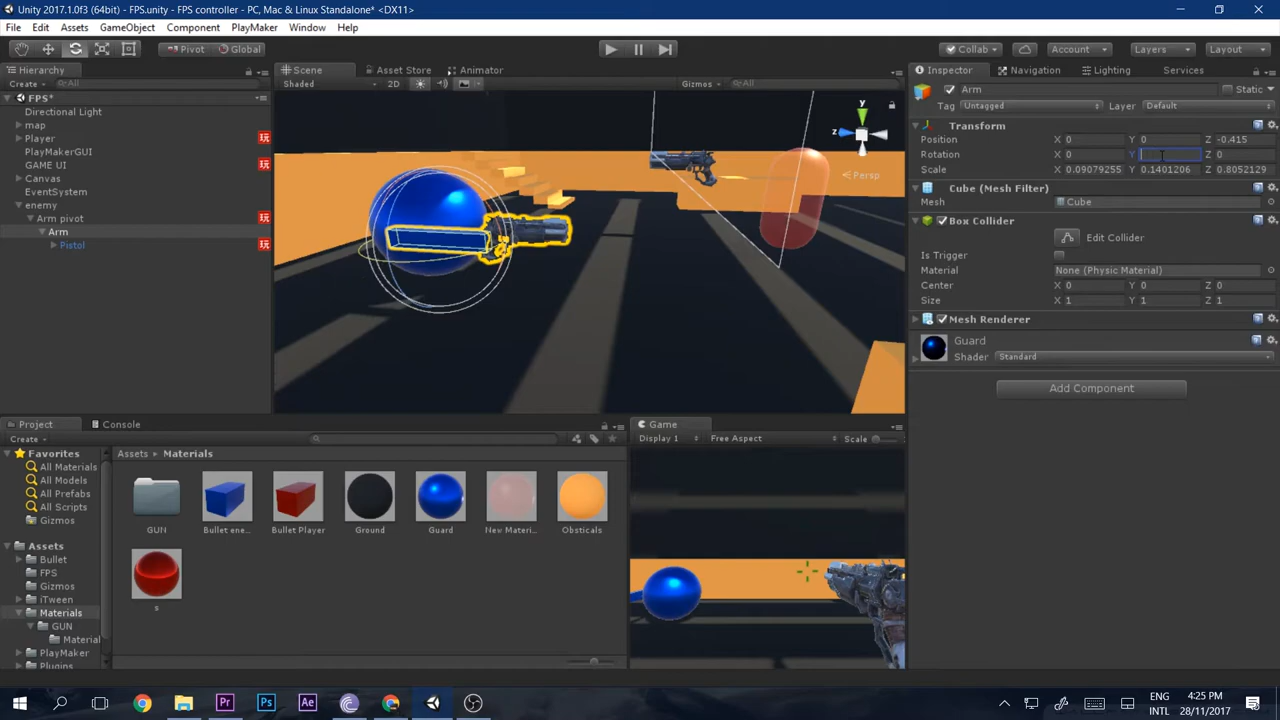 Unity 2017.1.0f3 (64bit) - FPS.unity - FPS controller - PC, Mac & Linux Standalone* <DX11>
File Edit Assets GameObject Component PlayMaker Window Help
Pivot Global Collab Account Layers Layout
Hierarchy
Create All
FPS*
Directional Light
map
Player
PlayMakerGUI
GAME UI
Canvas
EventSystem
enemy
Arm pivot
Arm
Pistol
Scene Asset Store Animator
Shaded 2D Gizmos All
y
z
Persp
Inspector Navigation Lighting Services
Arm Static
Tag Untagged Layer Default
Transform
Position X 0 Y 0 Z -0.415
Rotation X 0 Y Z 0
Scale X 0.09079255 Y 0.1401206 Z 0.8052129
Cube (Mesh Filter)
Mesh Cube
Box Collider
Edit Collider
Is Trigger
Material None (Physic Material)
Center X 0 Y 0 Z 0
Size X 1 Y 1 Z 1
Mesh Renderer
Guard
Shader Standard
Add Component
Project Console
Create
Favorites
All Materials
All Models
All Prefabs
All Scripts
Gizmos
Assets
Bullet
FPS
Gizmos
iTween
Materials
GUN
Material
PlayMaker
Plugins
Assets Materials
GUN Bullet ene... Bullet Player Ground Guard New Materi... Obsticals
s
Game
Display 1 Free Aspect Scale
Pr Ps Ae
ENG
INTL
4:25 PM
28/11/2017